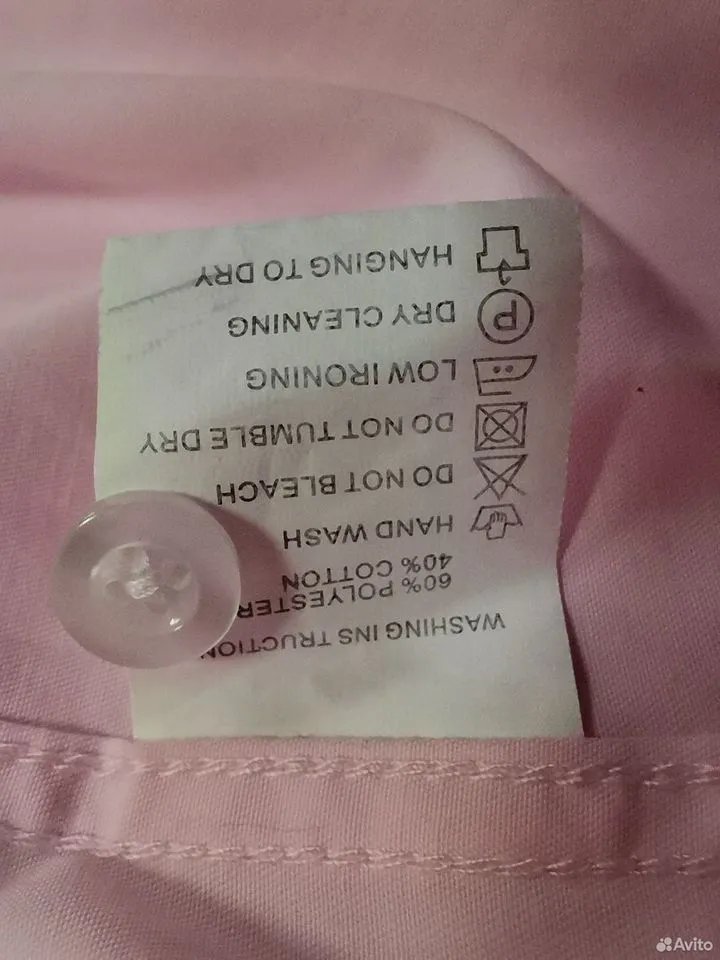 WASHING INS TRUCTION
60% POLYESTER
40% COTTON
HAND WASH
DO NOT BLEACH
DO NOT TUMBLE DRY
LOW IRONING
DRY CLEANING
P
HANGING TO DRY
Avito